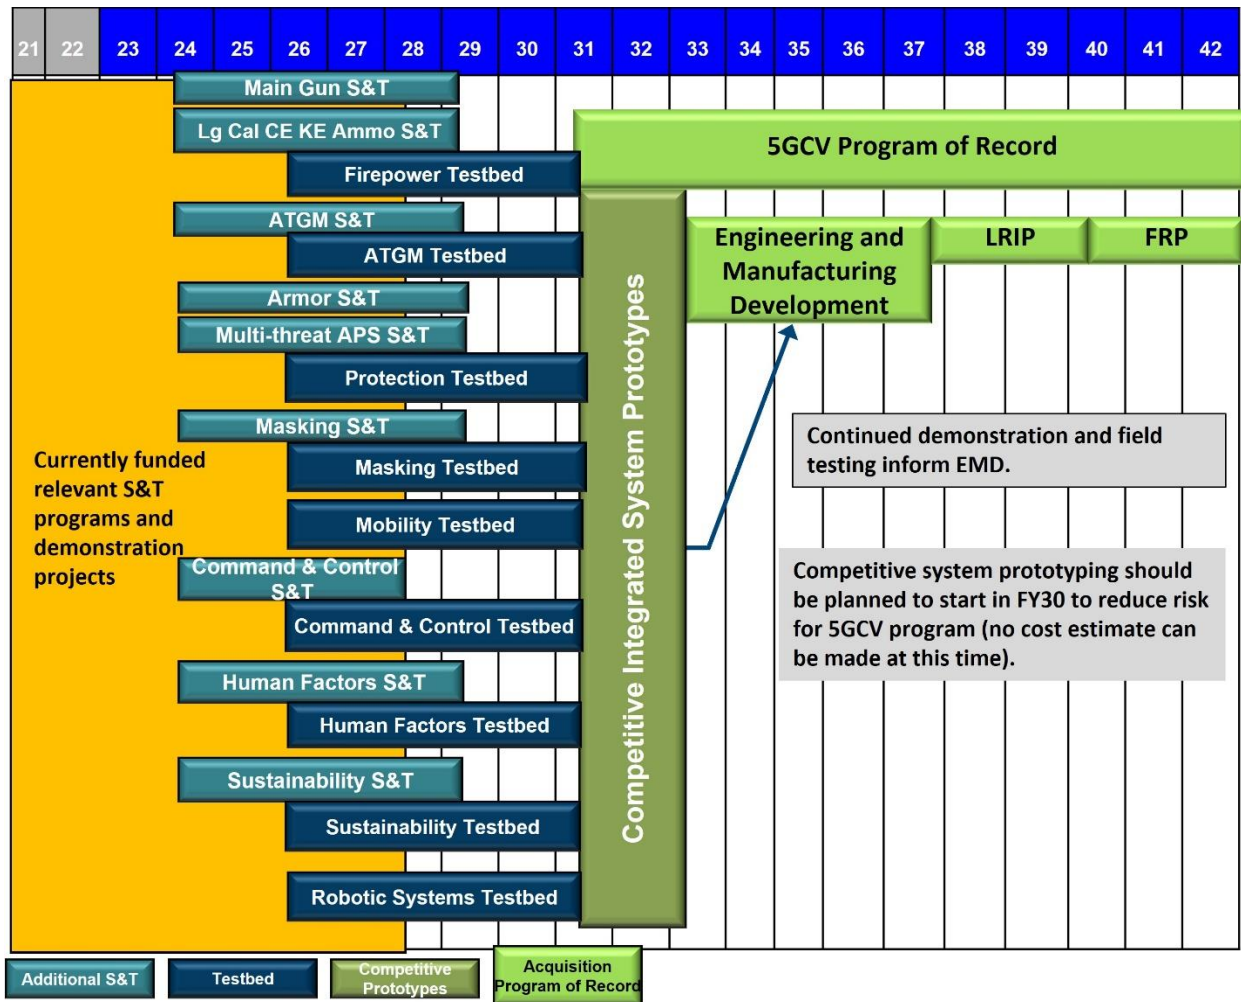 21 22 23 24 25 26 27 28 29 30 31 32 33 34 35 36 37 38 39 40 41 42
Main Gun S&T
Lg Cal CE KE Ammo S&T
5GCV Program of Record
Firepower Testbed
ATGM S&T
ATGM Testbed
Engineering and
Manufacturing
Development
LRIP
FRP
Armor S&T
Multi-threat APS S&T
Protection Testbed
Masking S&T
Masking Testbed
Mobility Testbed
Currently funded
relevant S&T
programs and
demonstration
projects
Command & Control
S&T
Command & Control Testbed
Human Factors S&T
Human Factors Testbed
Sustainability S&T
Sustainability Testbed
Robotic Systems Testbed
Competitive Integrated System Prototypes
Continued demonstration and field
testing inform EMD.
Competitive system prototyping should
be planned to start in FY30 to reduce risk
for 5GCV program (no cost estimate can
be made at this time).
Additional S&T
Testbed
Competitive
Prototypes
Acquisition
Program of Record